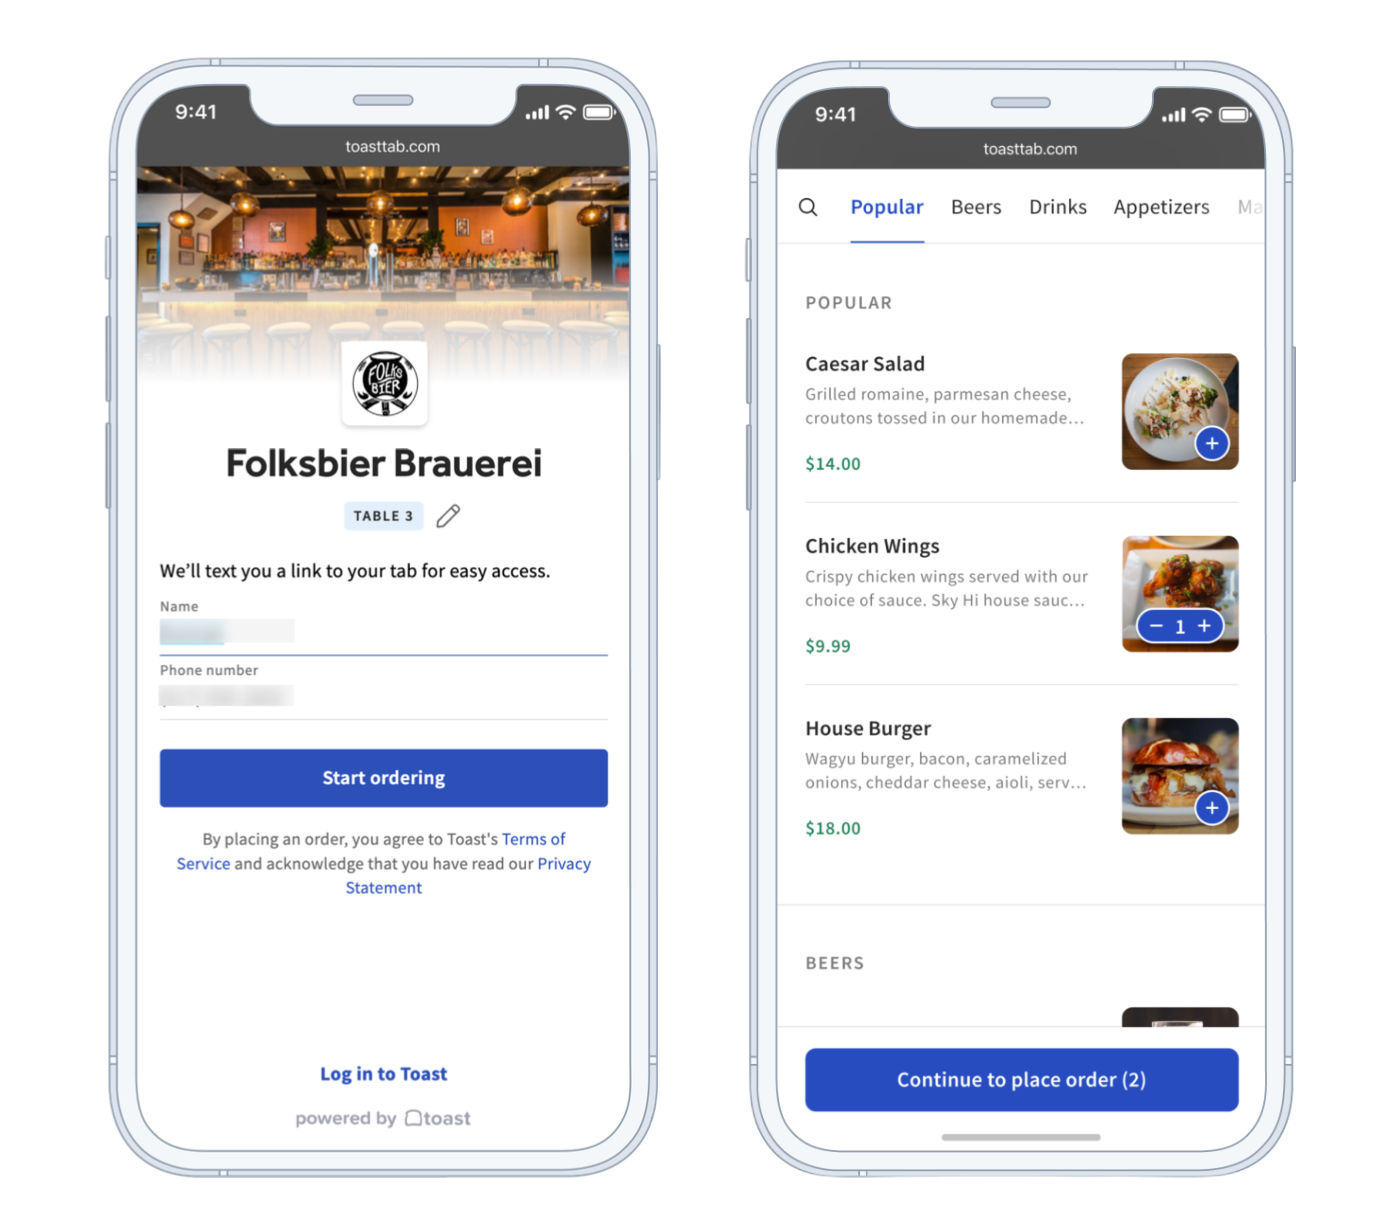 9:41
toasttab.com
FOLKS
BIER
Folksbier Brauerei
TABLE 3
We'll text you a link to your tab for easy access.
Name
Phone number
Start ordering
By placing an order, you agree to Toast's Terms of
Service and acknowledge that you have read our Privacy
Statement
Log in to Toast
powered by toast
9:41
toasttab.com
Popular Beers Drinks Appetizers Ma
POPULAR
Caesar Salad
Grilled romaine, parmesan cheese,
croutons tossed in our homemade...
$14.00
+
Chicken Wings
Crispy chicken wings served with our
choice of sauce. Sky Hi house sauc...
− 1 +
$9.99
House Burger
Wagyu burger, bacon, caramelized
onions, cheddar cheese, aioli, serv...
+
$18.00
BEERS
Continue to place order (2)